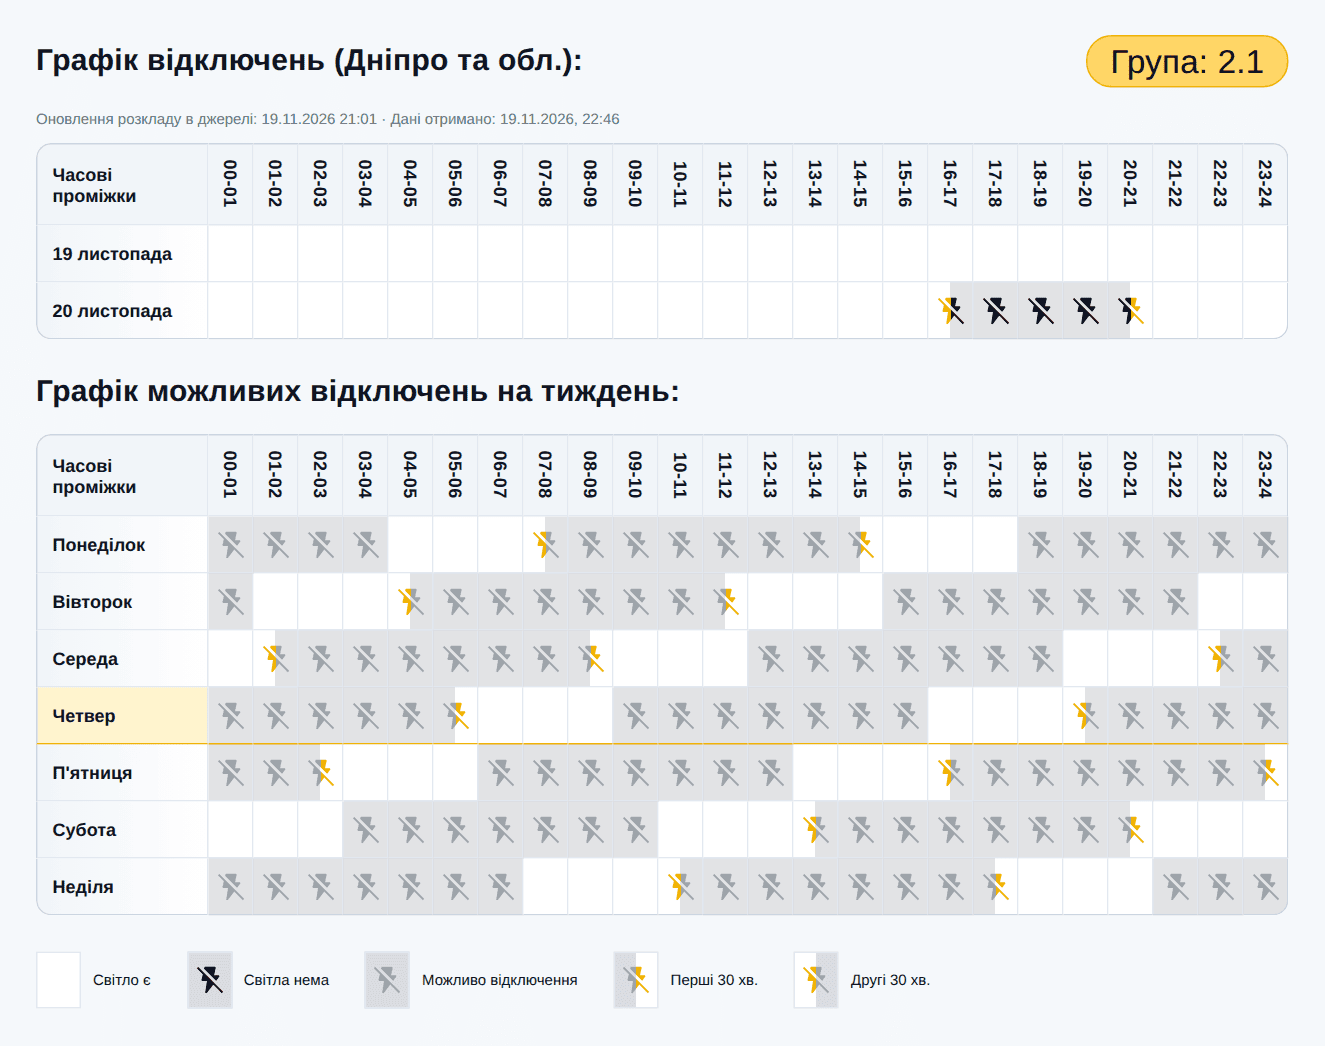 Графік відключень (Дніпро та обл.):
Група: 2.1
Оновлення розкладу в джерелі: 19.11.2026 21:01 · Дані отримано: 19.11.2026, 22:46
Часові
проміжки
00-01 01-02 02-03 03-04 04-05 05-06 06-07 07-08 08-09 09-10 10-11 11-12 12-13 13-14 14-15 15-16 16-17 17-18 18-19 19-20 20-21 21-22 22-23 23-24
19 листопада
20 листопада
Графік можливих відключень на тиждень:
Часові
проміжки
00-01 01-02 02-03 03-04 04-05 05-06 06-07 07-08 08-09 09-10 10-11 11-12 12-13 13-14 14-15 15-16 16-17 17-18 18-19 19-20 20-21 21-22 22-23 23-24
Понеділок
Вівторок
Середа
Четвер
П'ятниця
Субота
Неділя
Світло є
Світла нема
Можливо відключення
Перші 30 хв.
Другі 30 хв.